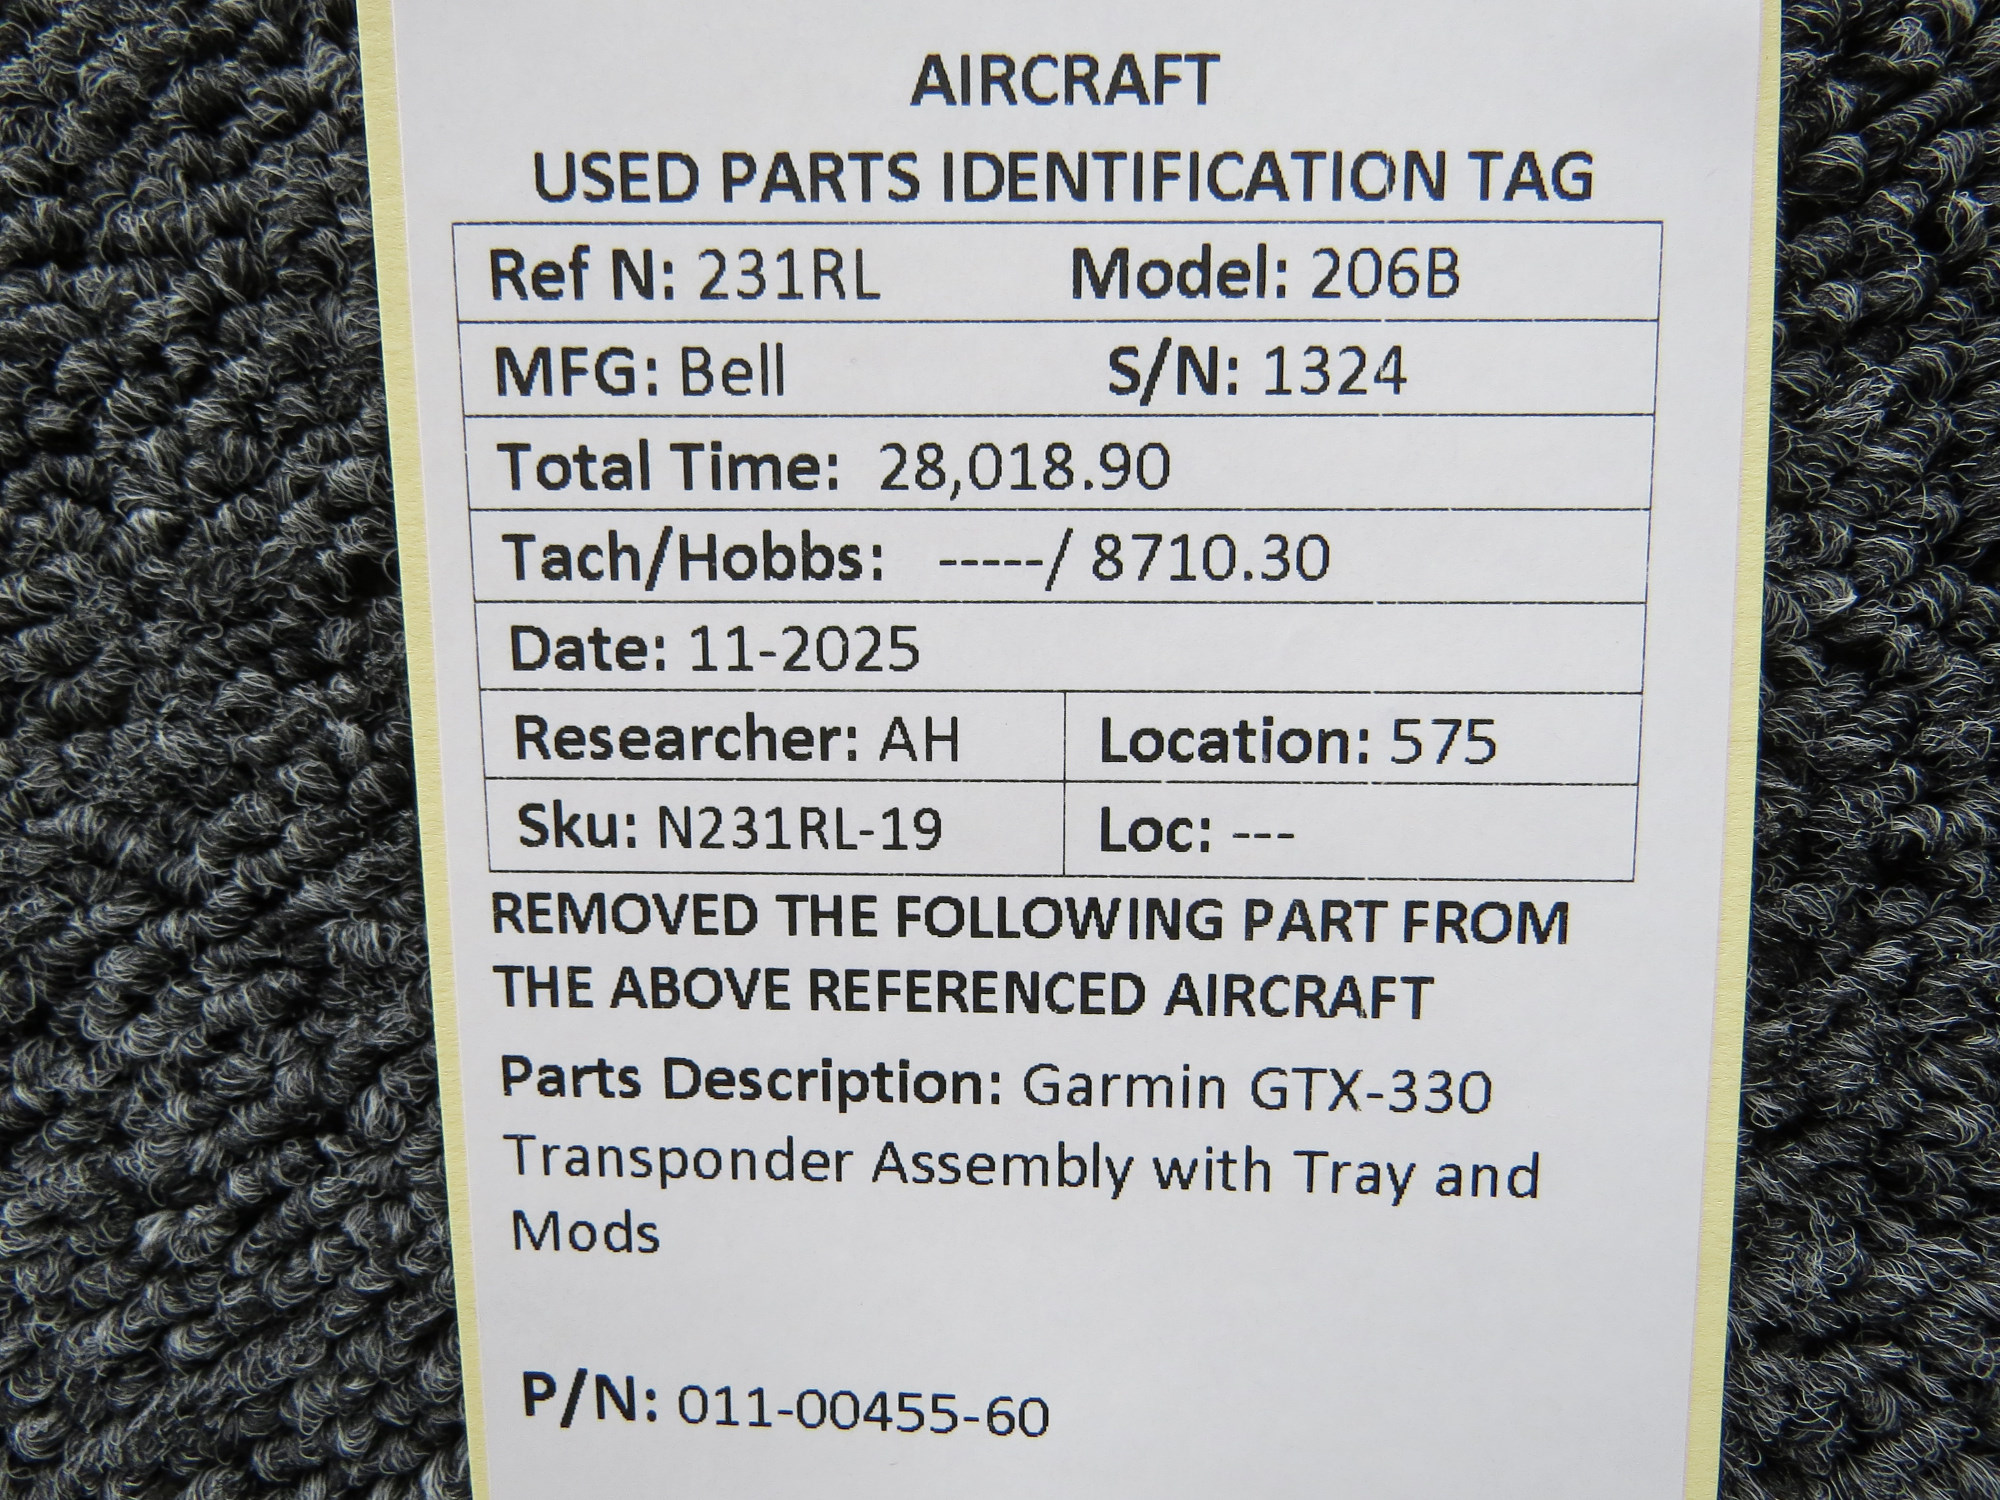 AIRCRAFT
USED PARTS IDENTIFICATION TAG
Ref N: 231RL Model: 206B
MFG: Bell S/N: 1324
Total Time: 28,018.90
Tach/Hobbs: -----/ 8710.30
Date: 11-2025
Researcher: AH Location: 575
Sku: N231RL-19 Loc: ---
REMOVED THE FOLLOWING PART FROM
THE ABOVE REFERENCED AIRCRAFT
Parts Description: Garmin GTX-330
Transponder Assembly with Tray and
Mods
P/N: 011-00455-60